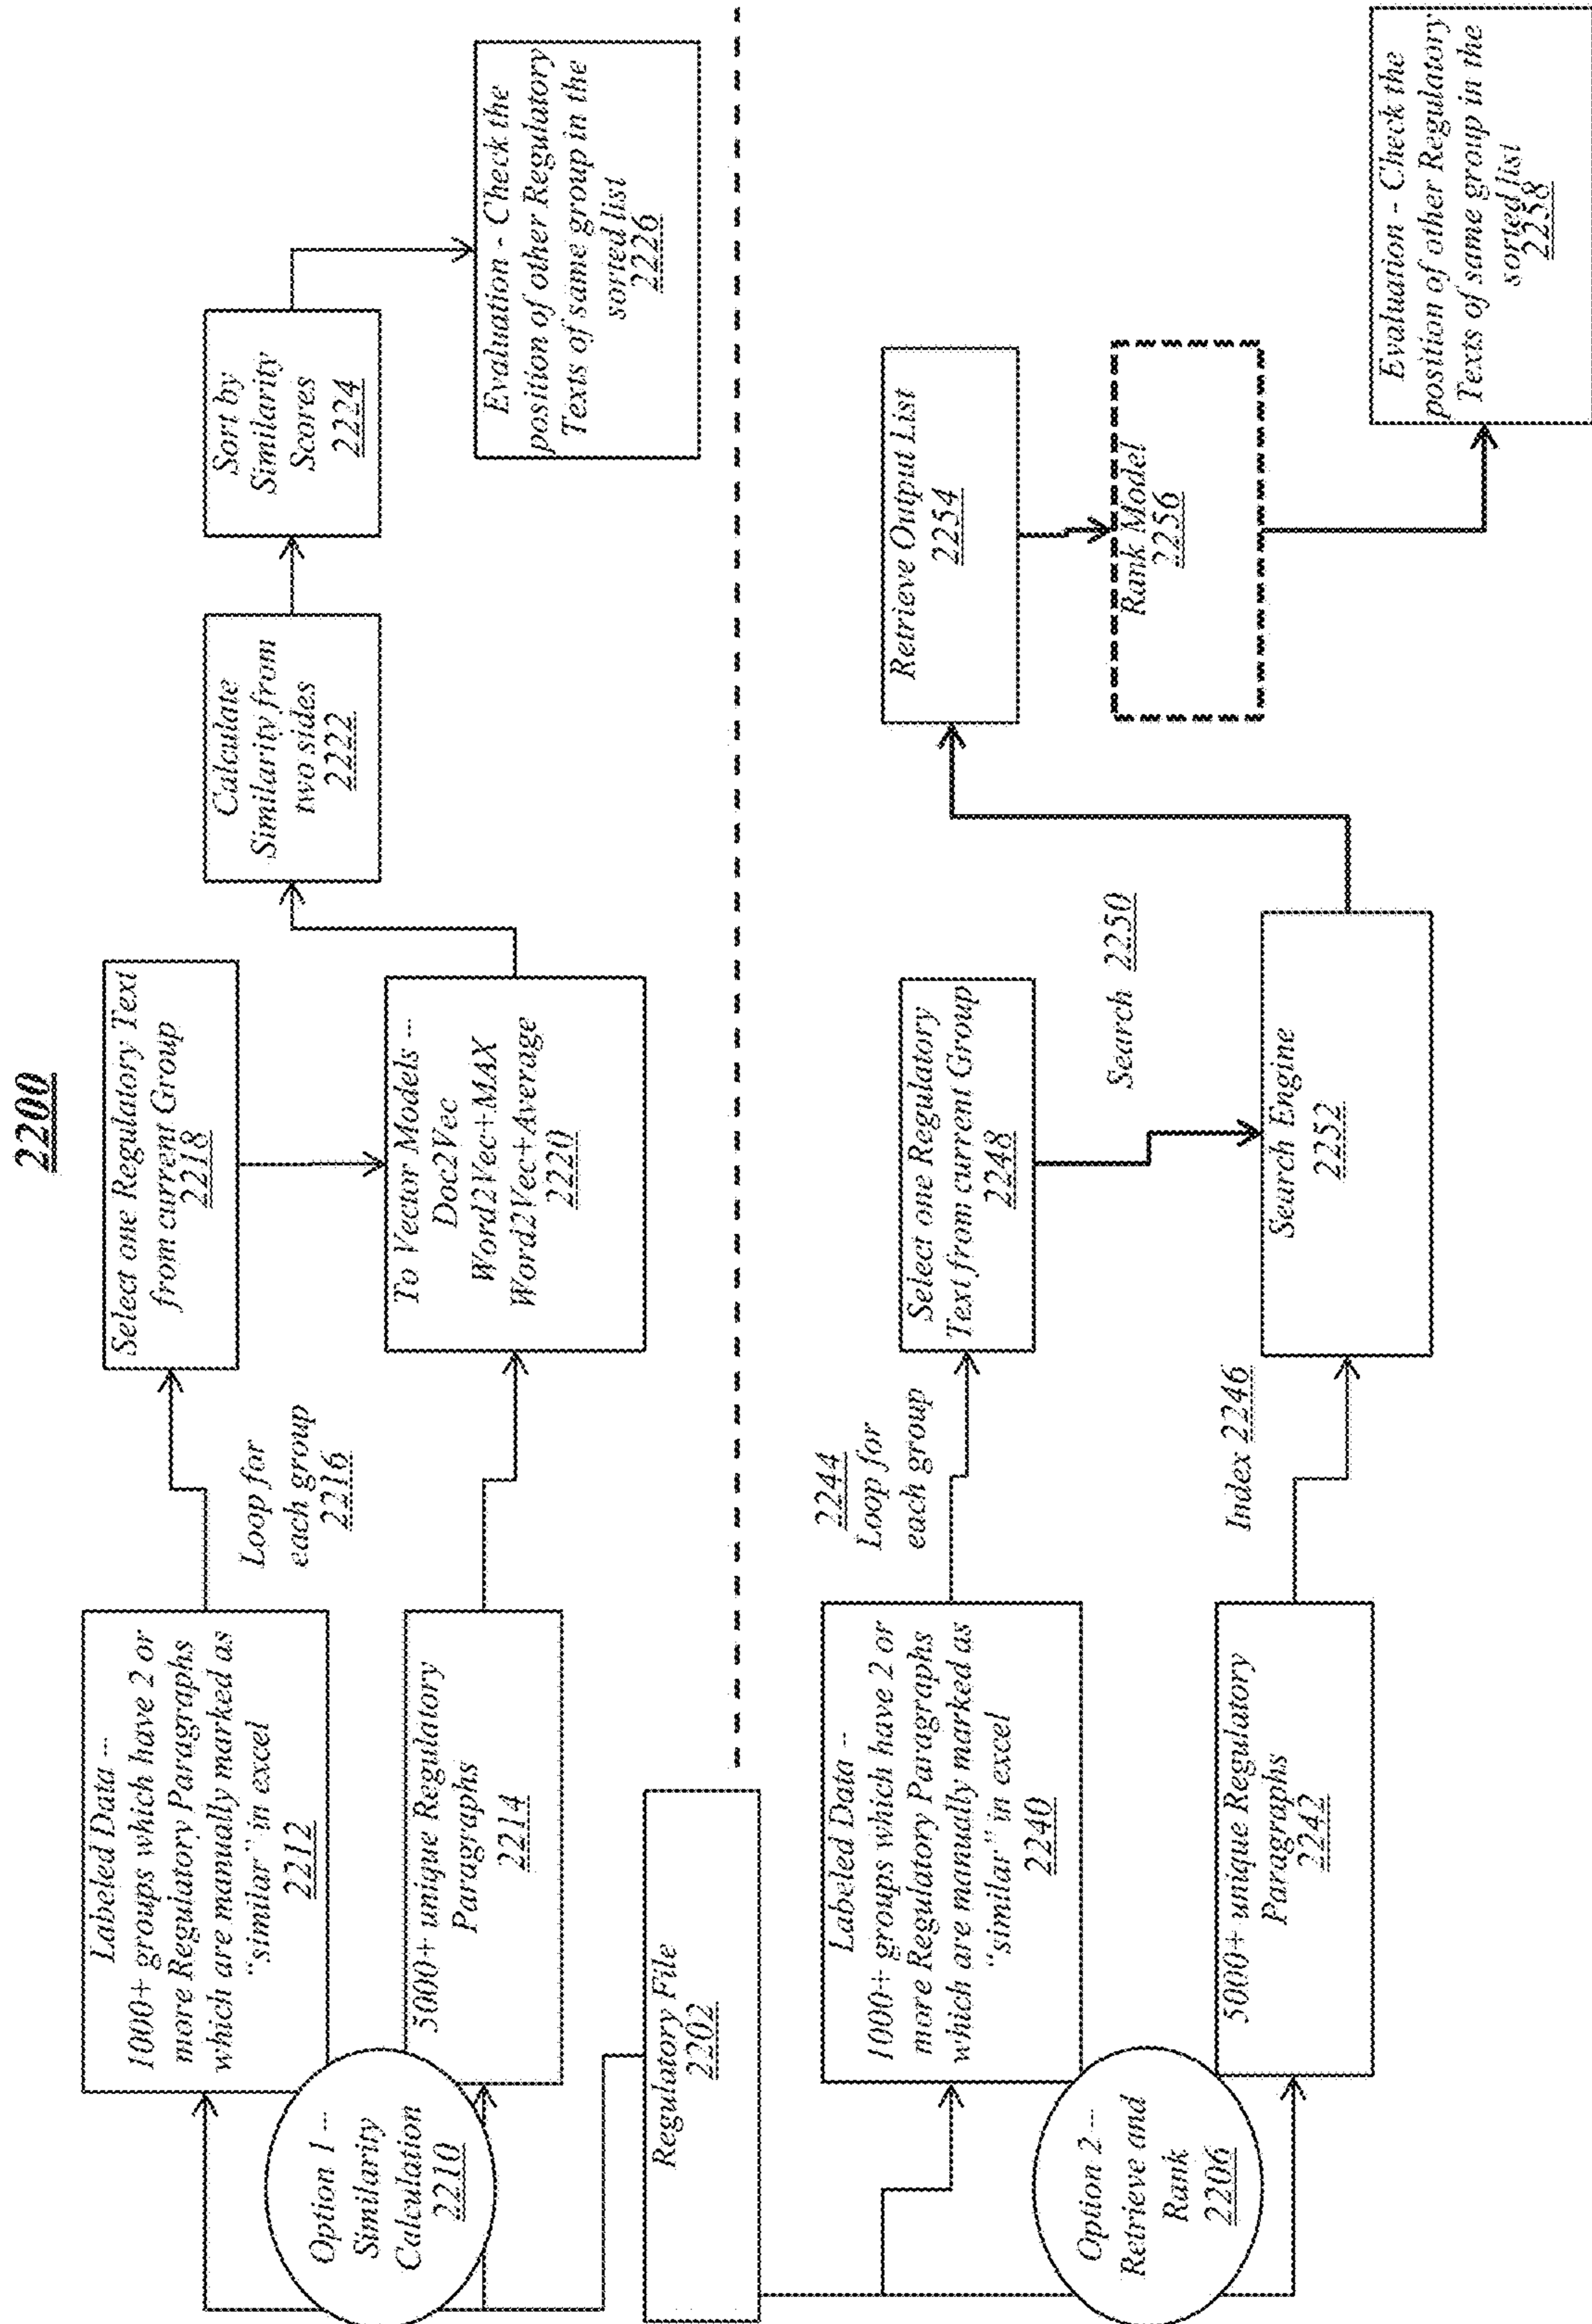 2200
Option 1 --
Similarity
Calculation
2210
Labeled Data --
1000+ groups which have 2 or
more Regulatory Paragraphs
which are manually marked as
"similar" in excel
2212
5000+ unique Regulatory
Paragraphs
2214
Loop for
each group
2216
Select one Regulatory Text
from current Group
2218
To Vector Models --
Doc2Vec
Word2Vec+MAX
Word2Vec+Average
2220
Calculate
Similarity from
two sides
2222
Sort by
Similarity
Scores
2224
Evaluation - Check the
position of other Regulatory
Texts of same group in the
sorted list
2226
Regulatory File
2202
Option 2--
Retrieve and
Rank
2206
Labeled Data --
1000+ groups which have 2 or
more Regulatory Paragraphs
which are manually marked as
"similar" in excel
2240
5000+ unique Regulatory
Paragraphs
2242
2244
Loop for
each group
Index 2246
Select one Regulatory
Text from current Group
2248
Search 2250
Search Engine
2252
Retrieve Output List
2254
Rank Model
2256
Evaluation - Check the
position of other Regulatory
Texts of same group in the
sorted list
2258